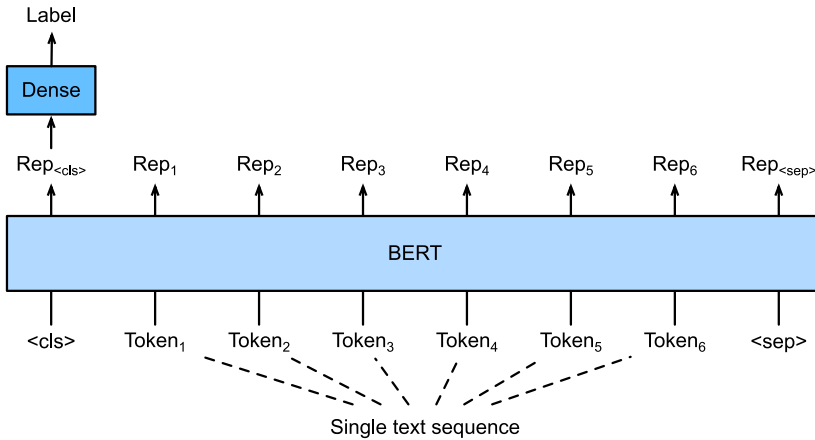 Label
Dense
Rep<cls> Rep1 Rep2 Rep3 Rep4 Rep5 Rep6 Rep<sep>
BERT
<cls> Token1 Token2 Token3 Token4 Token5 Token6 <sep>
Single text sequence